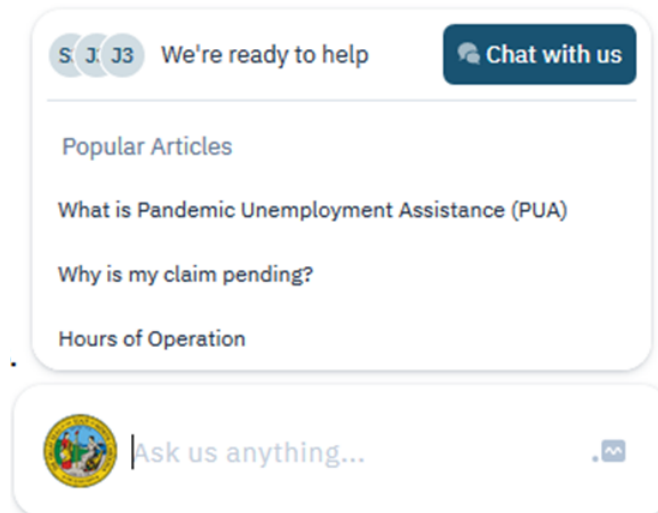 S J J3 We're ready to help Chat with us
Popular Articles
What is Pandemic Unemployment Assistance (PUA)
Why is my claim pending?
Hours of Operation
Ask us anything...